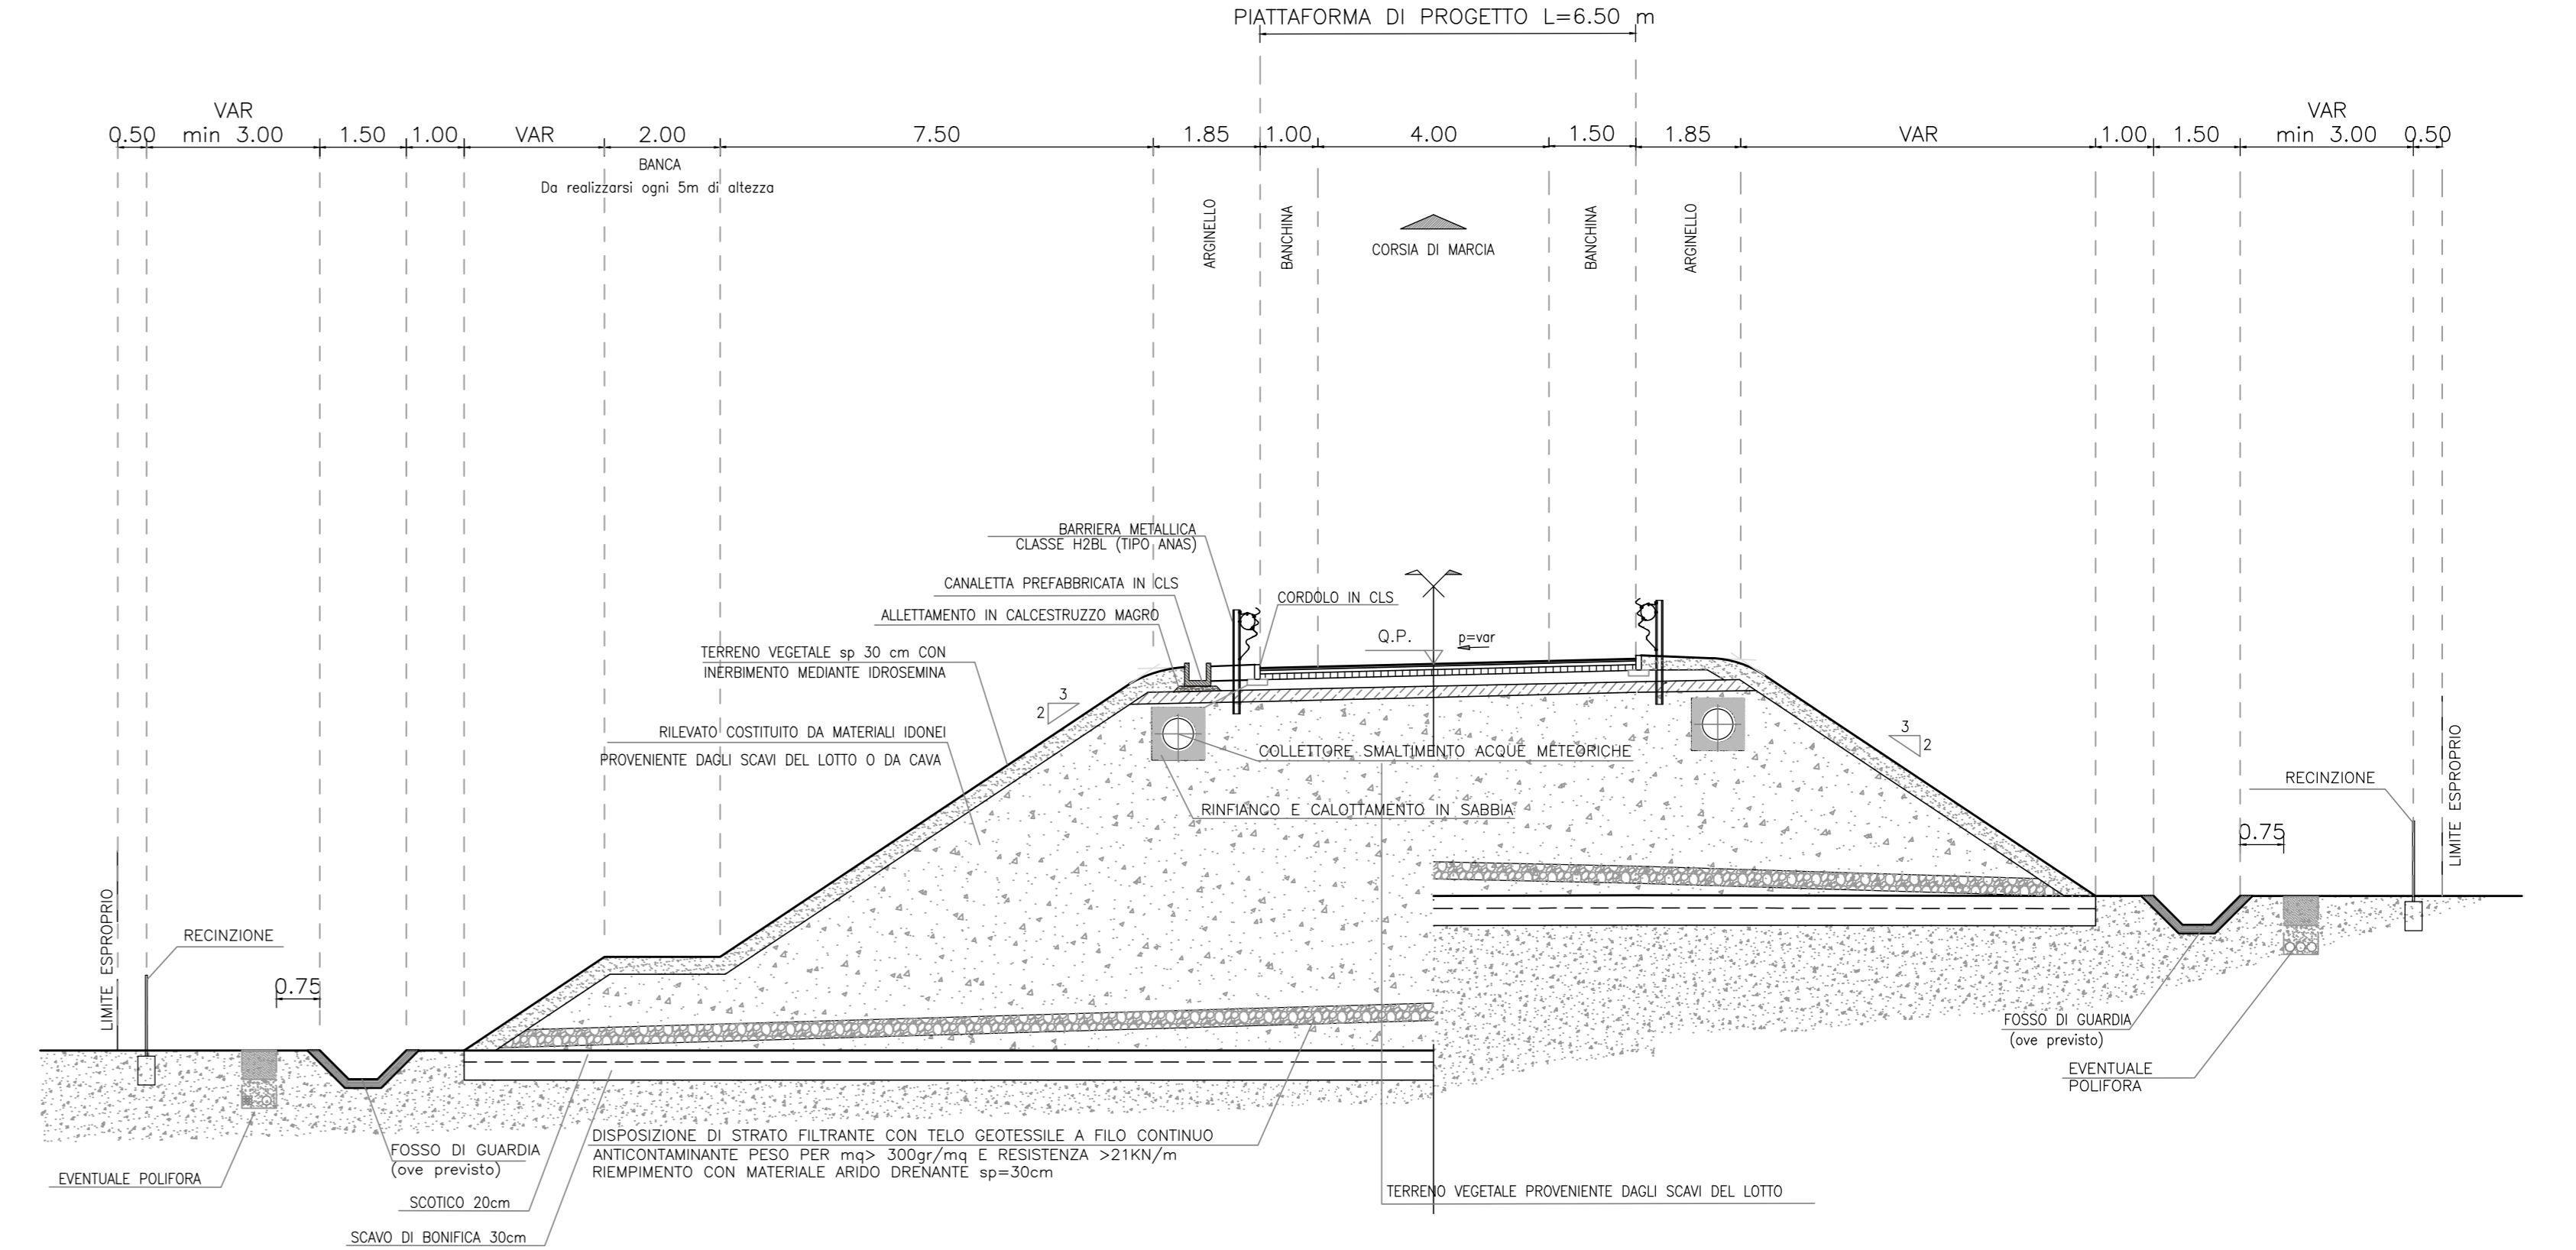 PIATTAFORMA DI PROGETTO L=6.50 m
VAR
VAR
0.50 min 3.00 1.50 1.00 VAR 2.00 7.50 1.85 1.00 4.00 1.50 1.85 VAR 1.00 1.50 min 3.00 0.50
BANCA
Da realizzarsi ogni 5m di altezza
ARGINELLO
BANCHINA
CORSIA DI MARCIA
BANCHINA
ARGINELLO
BARRIERA METALLICA
CLASSE H2BL (TIPO ANAS)
CANALETTA PREFABBRICATA IN CLS
CORDOLO IN CLS
ALLETTAMENTO IN CALCESTRUZZO MAGRO
Q.P.
p=var
TERRENO VEGETALE sp 30 cm CON
INERBIMENTO MEDIANTE IDROSEMINA
3
2
3
2
RILEVATO COSTITUITO DA MATERIALI IDONEI
PROVENIENTE DAGLI SCAVI DEL LOTTO O DA CAVA
COLLETTORE SMALTIMENTO ACQUE METEORICHE
RINFIANCO E CALOTTAMENTO IN SABBIA
RECINZIONE
LIMITE ESPROPRIO
0.75
LIMITE ESPROPRIO
RECINZIONE
0.75
FOSSO DI GUARDIA
(ove previsto)
EVENTUALE
POLIFORA
FOSSO DI GUARDIA
(ove previsto)
EVENTUALE POLIFORA
SCOTICO 20cm
SCAVO DI BONIFICA 30cm
DISPOSIZIONE DI STRATO FILTRANTE CON TELO GEOTESSILE A FILO CONTINUO
ANTICONTAMINANTE PESO PER mq> 300gr/mq E RESISTENZA >21KN/m
RIEMPIMENTO CON MATERIALE ARIDO DRENANTE sp=30cm
TERRENO VEGETALE PROVENIENTE DAGLI SCAVI DEL LOTTO